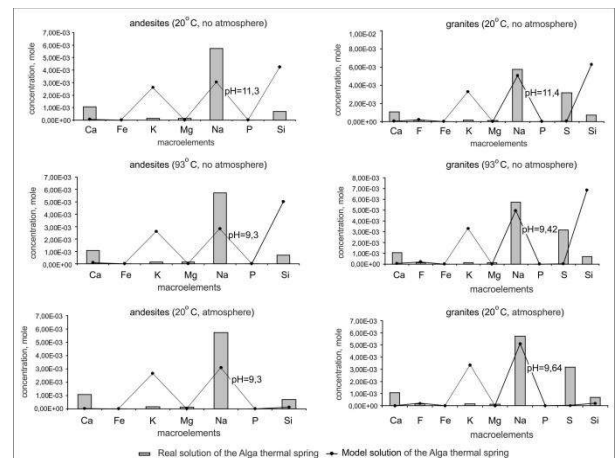 andesites (20°C, no atmosphere)
concentration, mole
7,00E-03
6,00E-03
5,00E-03
4,00E-03
3,00E-03
2,00E-03
1,00E-03
0,00E+00
pH=11,3
Ca Fe K Mg Na P Si
macroelements
granites (20°C, no atmosphere)
concentration, mole
1,00E-02
8,00E-03
6,00E-03
4,00E-03
2,00E-03
0,00E+00
pH=11,4
Ca F Fe K Mg Na P S Si
macroelements
andesites (93°C, no atmosphere)
concentration, mole
7,00E-03
6,00E-03
5,00E-03
4,00E-03
3,00E-03
2,00E-03
1,00E-03
0,00E+00
pH=9,3
Ca Fe K Mg Na P Si
macroelements
granites (93°C, no atmosphere)
concentration, mole
8,00E-03
7,00E-03
6,00E-03
5,00E-03
4,00E-03
3,00E-03
2,00E-03
1,00E-03
0,00E+00
pH=9,42
Ca F Fe K Mg Na P S Si
macroelements
andesites (20°C, atmosphere)
concentration, mole
7,00E-03
6,00E-03
5,00E-03
4,00E-03
3,00E-03
2,00E-03
1,00E-03
0,00E+00
pH=9,3
Ca Fe K Mg Na P Si
macroelements
granites (20°C, atmosphere)
concentration, mole
7,00E-03
6,00E-03
5,00E-03
4,00E-03
3,00E-03
2,00E-03
1,00E-03
0,00E+00
pH=9,64
Ca F Fe K Mg Na P S Si
macroelements
Real solution of the Alga thermal spring
Model solution of the Alga thermal spring